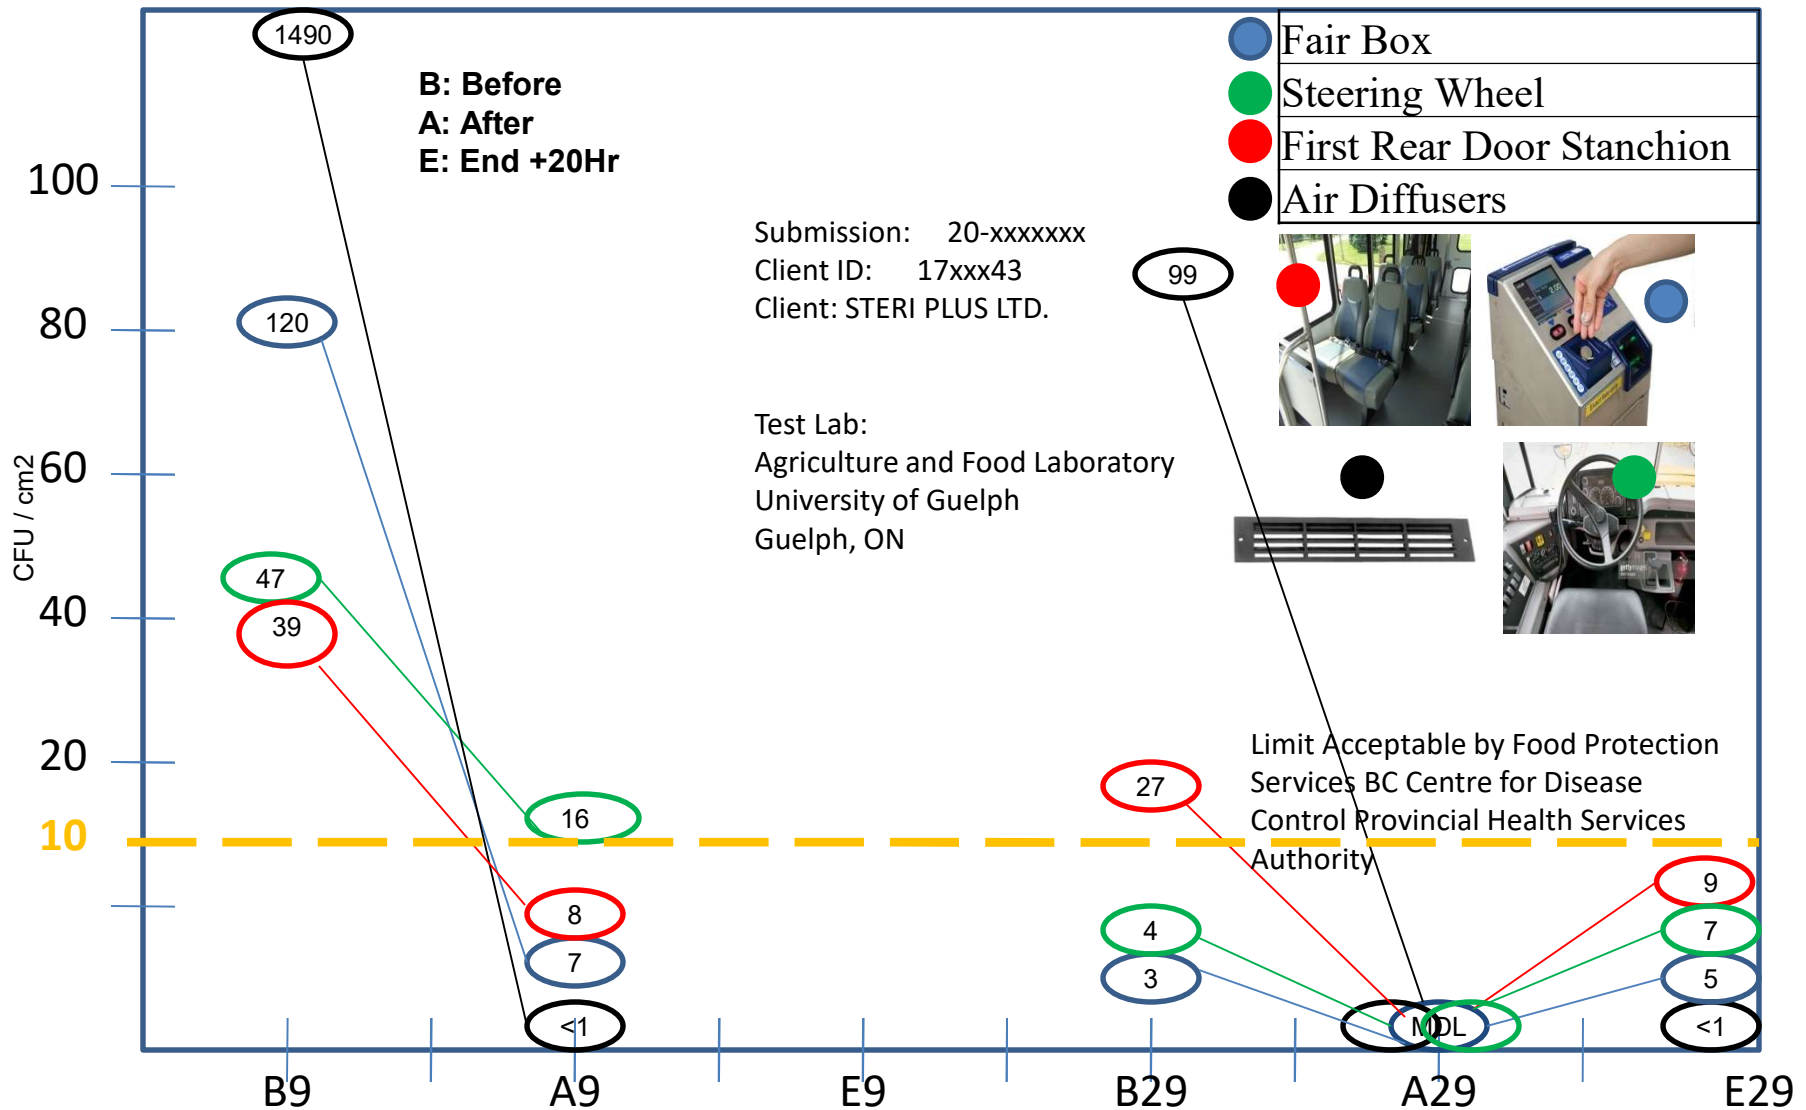 1490
B: Before
A: After
E: End +20Hr
Fair Box
Steering Wheel
First Rear Door Stanchion
Air Diffusers
100
80
60
40
20
10
CFU / cm2
Submission: 20-xxxxxxx
Client ID: 17xxx43
Client: STERI PLUS LTD.
Test Lab:
Agriculture and Food Laboratory
University of Guelph
Guelph, ON
99
120
47
39
16
8
7
<1
27
4
3
MDL
Limit Acceptable by Food Protection
Services BC Centre for Disease
Control Provincial Health Services
Authority
9
7
5
<1
B9
A9
E9
B29
A29
E29